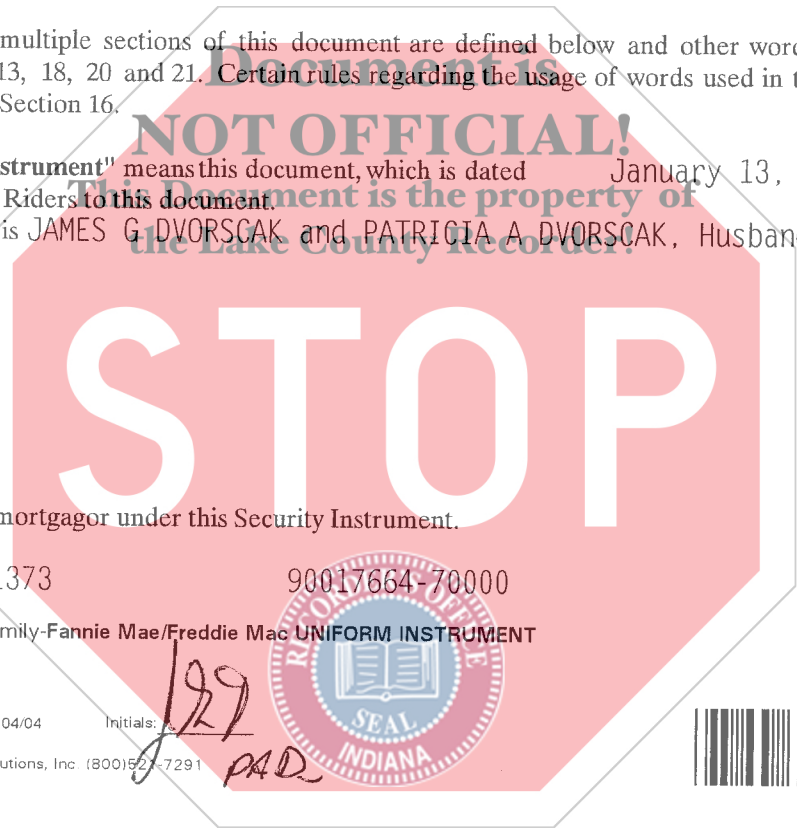 multiple sections of this document are defined below and other word
13, 18, 20 and 21. Certain rules regarding the usage of words used in t
Section 16.
Document is
NOT OFFICIAL!
This Document is the property of
the Lake County Recorder!
strument" means this document, which is dated January 13,
Riders to this document.
is JAMES G DVORSCAK and PATRICIA A DVORSCAK, Husban
STOP
mortgagor under this Security Instrument.
1373 90017664-70000
mily-Fannie Mae/Freddie Mac UNIFORM INSTRUMENT
RECORDER'S OFFICE
SEAL
INDIANA
04/04 Initials:
utions, Inc. (800)521-7291
PAD